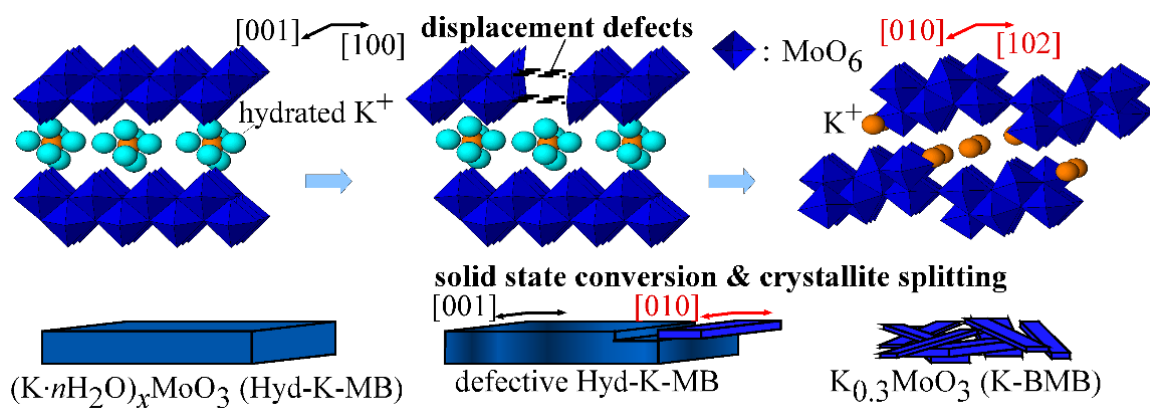 [001]
[100]
displacement defects
: MoO₆
[010]
[102]
hydrated K⁺
K⁺
solid state conversion & crystallite splitting
[001]
[010]
(K·nH₂O)ₓMoO₃ (Hyd-K-MB)
defective Hyd-K-MB
K₀.₃MoO₃ (K-BMB)